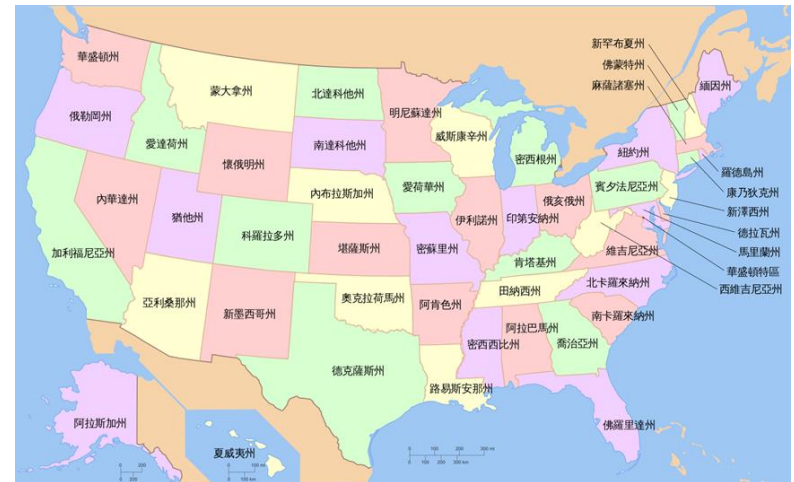 新罕布夏州
佛蒙特州
麻薩諸塞州
華盛頓州
蒙大拿州
北達科他州
明尼蘇達州
緬因州
俄勒岡州
愛達荷州
南達科他州
威斯康辛州
密西根州
紐約州
懷俄明州
羅德島州
康乃狄克州
內華達州
猶他州
內布拉斯加州
愛荷華州
賓夕法尼亞州
新澤西州
伊利諾州
印第安納州
俄亥俄州
德拉瓦州
加利福尼亞州
科羅拉多州
堪薩斯州
密蘇里州
維吉尼亞州
馬里蘭州
肯塔基州
華盛頓特區
西維吉尼亞州
亞利桑那州
新墨西哥州
奧克拉荷馬州
阿肯色州
田納西州
北卡羅來納州
南卡羅來納州
德克薩斯州
密西西比州
阿拉巴馬州
喬治亞州
路易斯安那州
阿拉斯加州
夏威夷州
佛羅里達州
0 100 200 300 mi
0 100 200 300 km